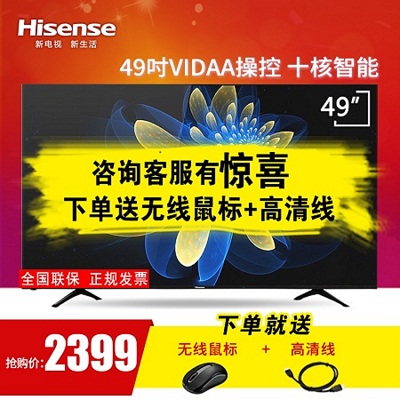 Hisense
新电视 新生活
49吋VIDAA操控 十核智能
49"
咨询客服有惊喜
下单送无线鼠标+高清线
全国联保 正规发票
Hisense
抢购价: 2399
下单就送
无线鼠标 + 高清线